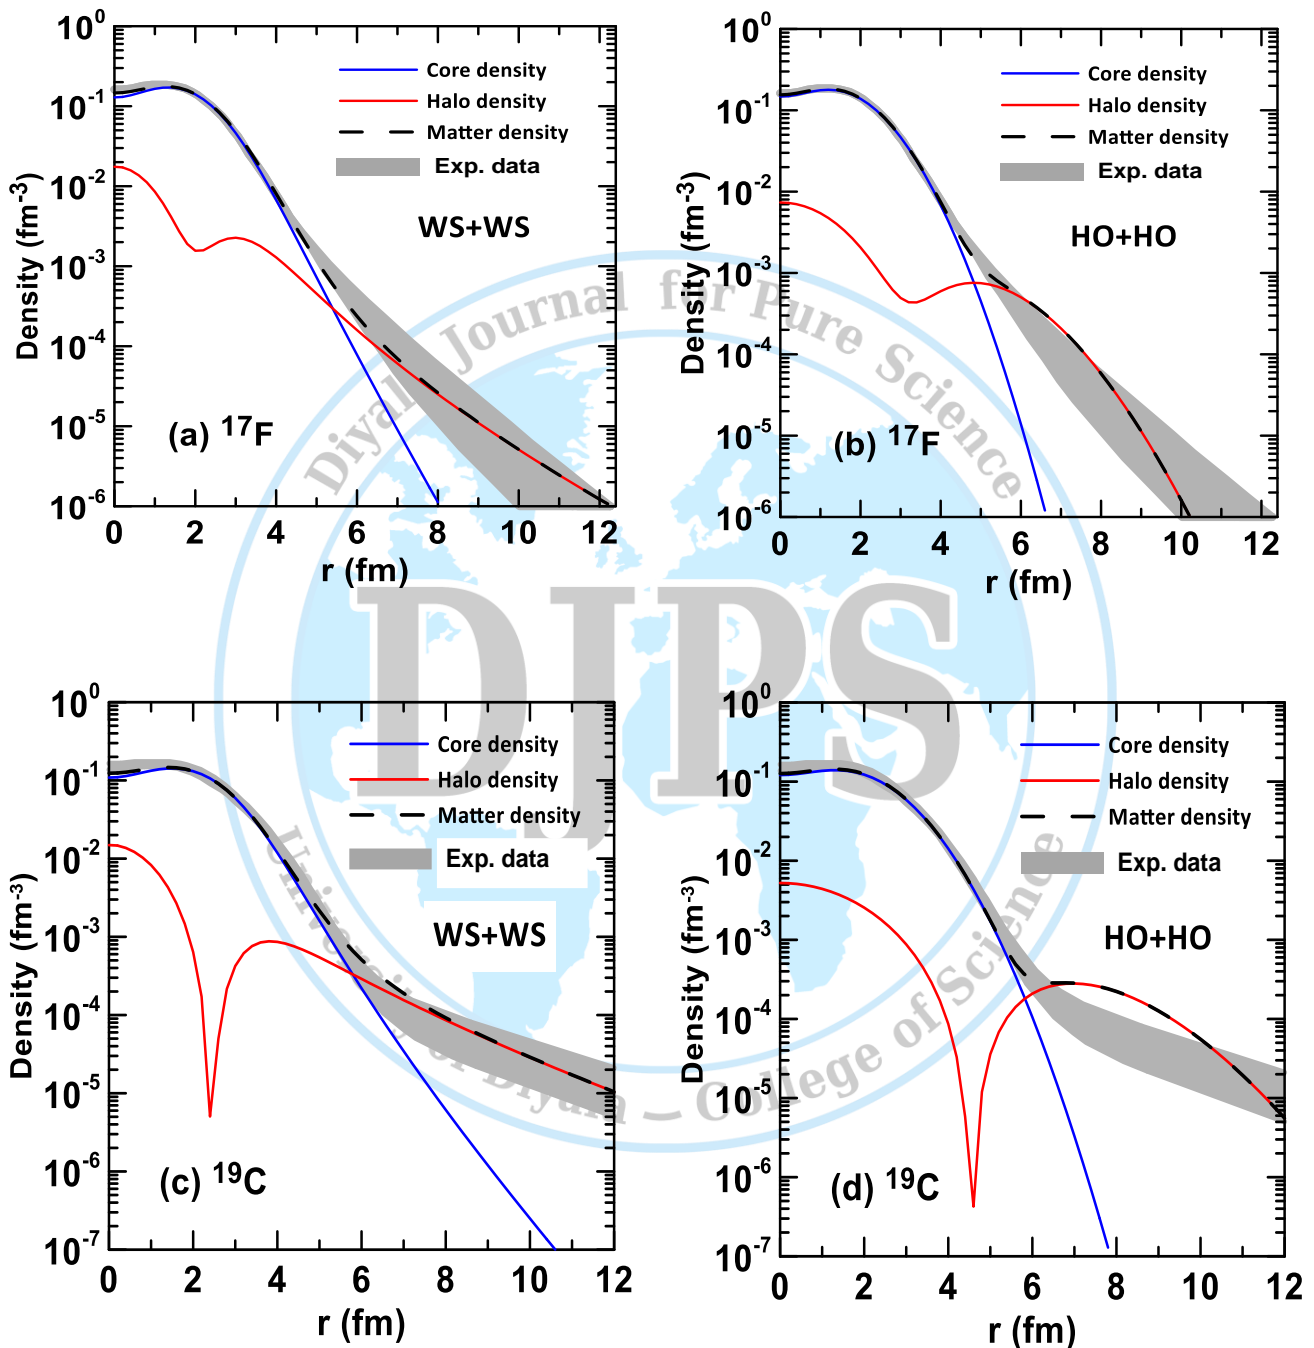 10⁰
10⁻¹
10⁻²
10⁻³
10⁻⁴
10⁻⁵
10⁻⁶
Density (fm⁻³)
Core density
Halo density
Matter density
Exp. data
WS+WS
(a) ¹⁷F
0 2 4 6 8 10 12
r (fm)
10⁰
10⁻¹
10⁻²
10⁻³
10⁻⁴
10⁻⁵
10⁻⁶
Density (fm⁻³)
Core density
Halo density
Matter density
Exp. data
HO+HO
(b) ¹⁷F
0 2 4 6 8 10 12
r (fm)
Diyala Journal for Pure Science
DJPS
University of Diyala – College of Science
10⁰
10⁻¹
10⁻²
10⁻³
10⁻⁴
10⁻⁵
10⁻⁶
10⁻⁷
Density (fm⁻³)
Core density
Halo density
Matter density
Exp. data
WS+WS
(c) ¹⁹C
0 2 4 6 8 10 12
r (fm)
10⁰
10⁻¹
10⁻²
10⁻³
10⁻⁴
10⁻⁵
10⁻⁶
10⁻⁷
Density (fm⁻³)
Core density
Halo density
Matter density
Exp. data
HO+HO
(d) ¹⁹C
0 2 4 6 8 10 12
r (fm)